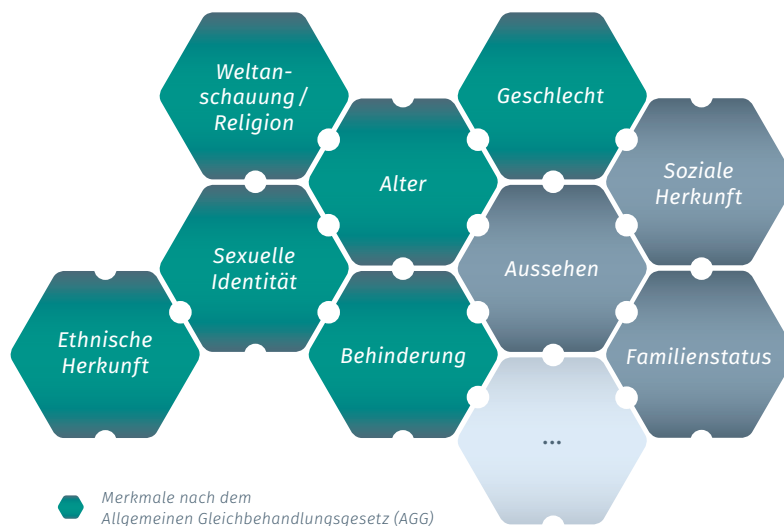 Weltan-
schauung /
Religion
Geschlecht
Alter
Soziale
Herkunft
Sexuelle
Identität
Aussehen
Ethnische
Herkunft
Behinderung
Familienstatus
...
Merkmale nach dem
Allgemeinen Gleichbehandlungsgesetz (AGG)